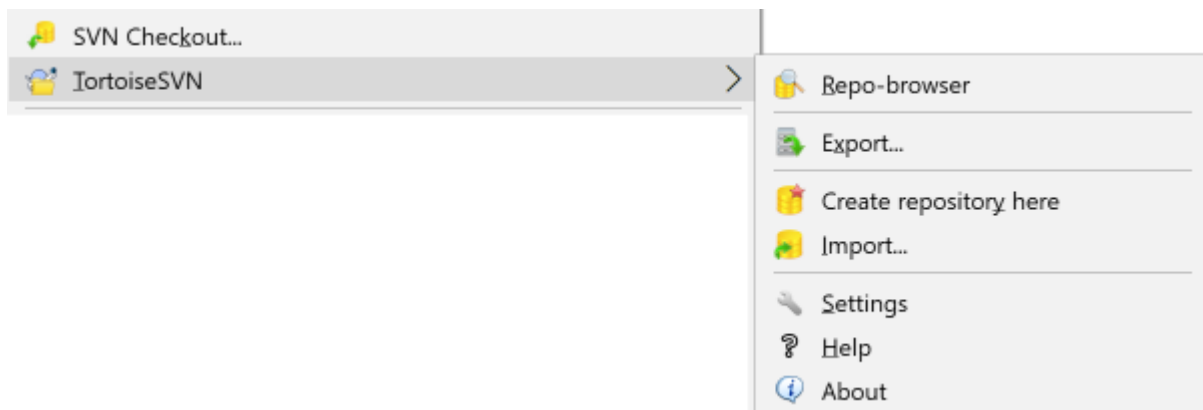 SVN Checkout...
TortoiseSVN
Repo-browser
Export...
Create repository here
Import...
Settings
Help
About